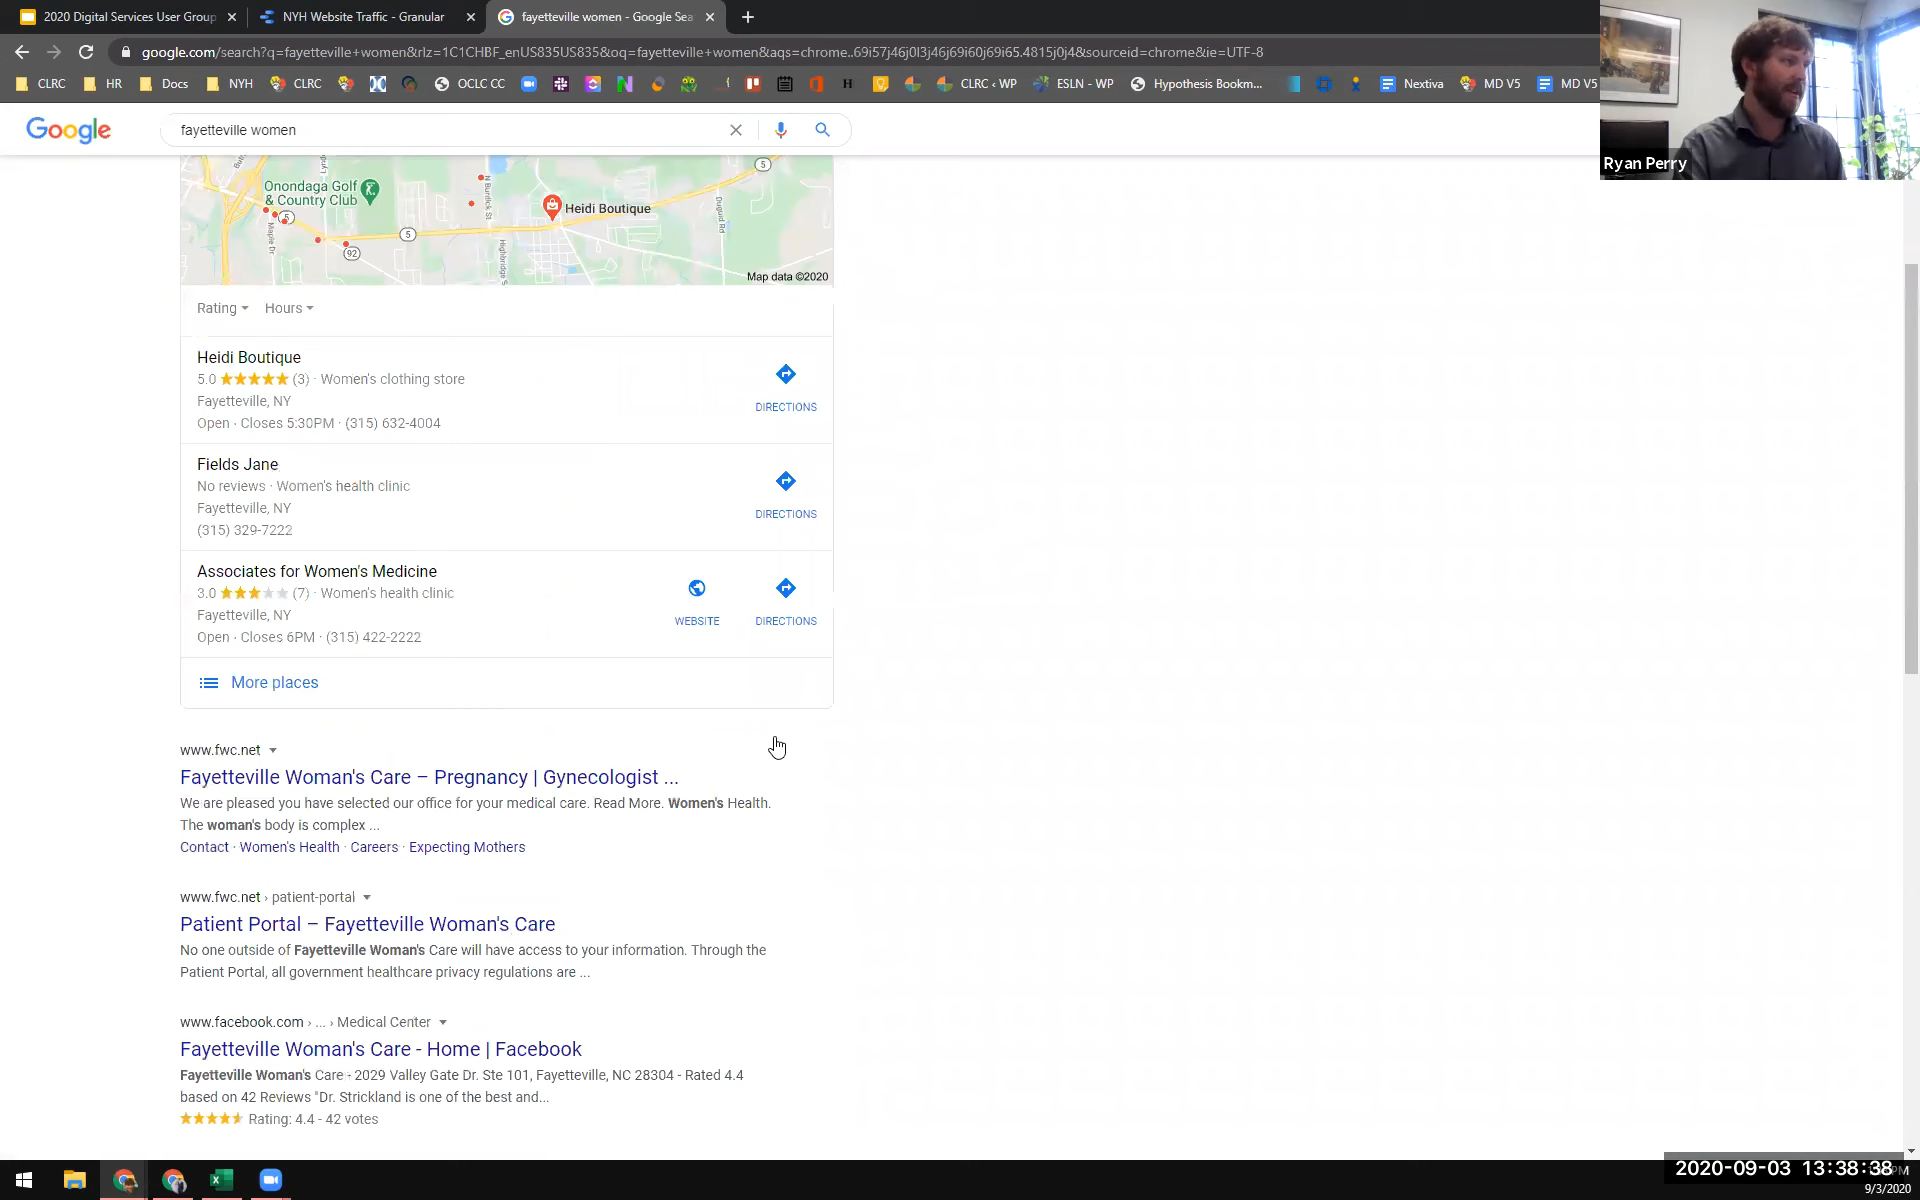 2020 Digital Services User Group
NYH Website Traffic - Granular
fayetteville women - Google Sea
google.com/search?q=fayetteville+women&rlz=1C1CHBF_enUS835US835&oq=fayetteville+women&aqs=chrome..69i57j46j0l3j46j69i60j69i65.4815j0j4&sourceid=chrome&ie=UTF-8
CLRC HR Docs NYH CLRC OCLC CC CLRC ‹ WP ESLN - WP Hypothesis Bookm... Nextiva MD V5 MD V5
Ryan Perry
Google
fayetteville women
Onondaga Golf
& Country Club
Maple Dr
N Burdick St
Duguid Rd
5
5
5
92
Heidi Boutique
Map data ©2020
Rating Hours
Heidi Boutique
5.0 (3) · Women's clothing store
Fayetteville, NY
Open · Closes 5:30PM · (315) 632-4004
DIRECTIONS
Fields Jane
No reviews · Women's health clinic
Fayetteville, NY
(315) 329-7222
DIRECTIONS
Associates for Women's Medicine
3.0 (7) · Women's health clinic
Fayetteville, NY
Open · Closes 6PM · (315) 422-2222
WEBSITE DIRECTIONS
More places
www.fwc.net
Fayetteville Woman's Care – Pregnancy | Gynecologist ...
We are pleased you have selected our office for your medical care. Read More. Women's Health.
The woman's body is complex ...
Contact · Women's Health · Careers · Expecting Mothers
www.fwc.net › patient-portal
Patient Portal – Fayetteville Woman's Care
No one outside of Fayetteville Woman's Care will have access to your information. Through the
Patient Portal, all government healthcare privacy regulations are ...
www.facebook.com › ... › Medical Center
Fayetteville Woman's Care - Home | Facebook
Fayetteville Woman's Care - 2029 Valley Gate Dr. Ste 101, Fayetteville, NC 28304 - Rated 4.4
based on 42 Reviews "Dr. Strickland is one of the best and...
Rating: 4.4 - 42 votes
2020-09-03 13:38:38
PM
9/3/2020